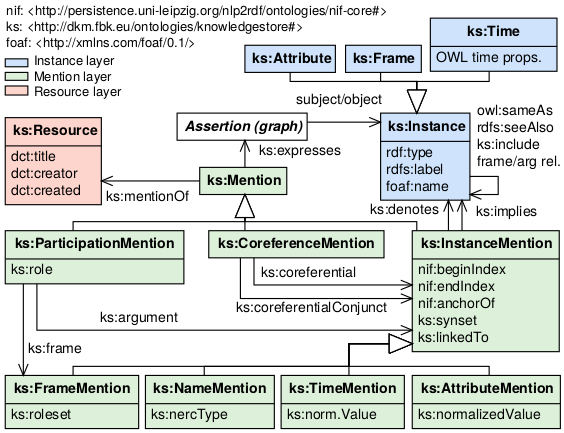 nif: <http://persistence.uni-leipzig.org/nlp2rdf/ontologies/nif-core#>
ks: <http://dkm.fbk.eu/ontologies/knowledgestore#>
foaf: <http://xmlns.com/foaf/0.1/>
Instance layer
Mention layer
Resource layer
ks:Time
OWL time props.
ks:Attribute
ks:Frame
subject/object
owl:sameAs
rdfs:seeAlso
ks:include
frame/arg rel.
ks:Resource
dct:title
dct:creator
dct:created
Assertion (graph)
ks:expresses
ks:Instance
rdf:type
rdfs:label
foaf:name
ks:Mention
ks:mentionOf
ks:denotes
ks:implies
ks:ParticipationMention
ks:role
ks:CoreferenceMention
ks:coreferential
ks:coreferentialConjunct
ks:InstanceMention
nif:beginIndex
nif:endIndex
nif:anchorOf
ks:synset
ks:linkedTo
ks:argument
ks:frame
ks:FrameMention
ks:roleset
ks:NameMention
ks:nercType
ks:TimeMention
ks:norm.Value
ks:AttributeMention
ks:normalizedValue